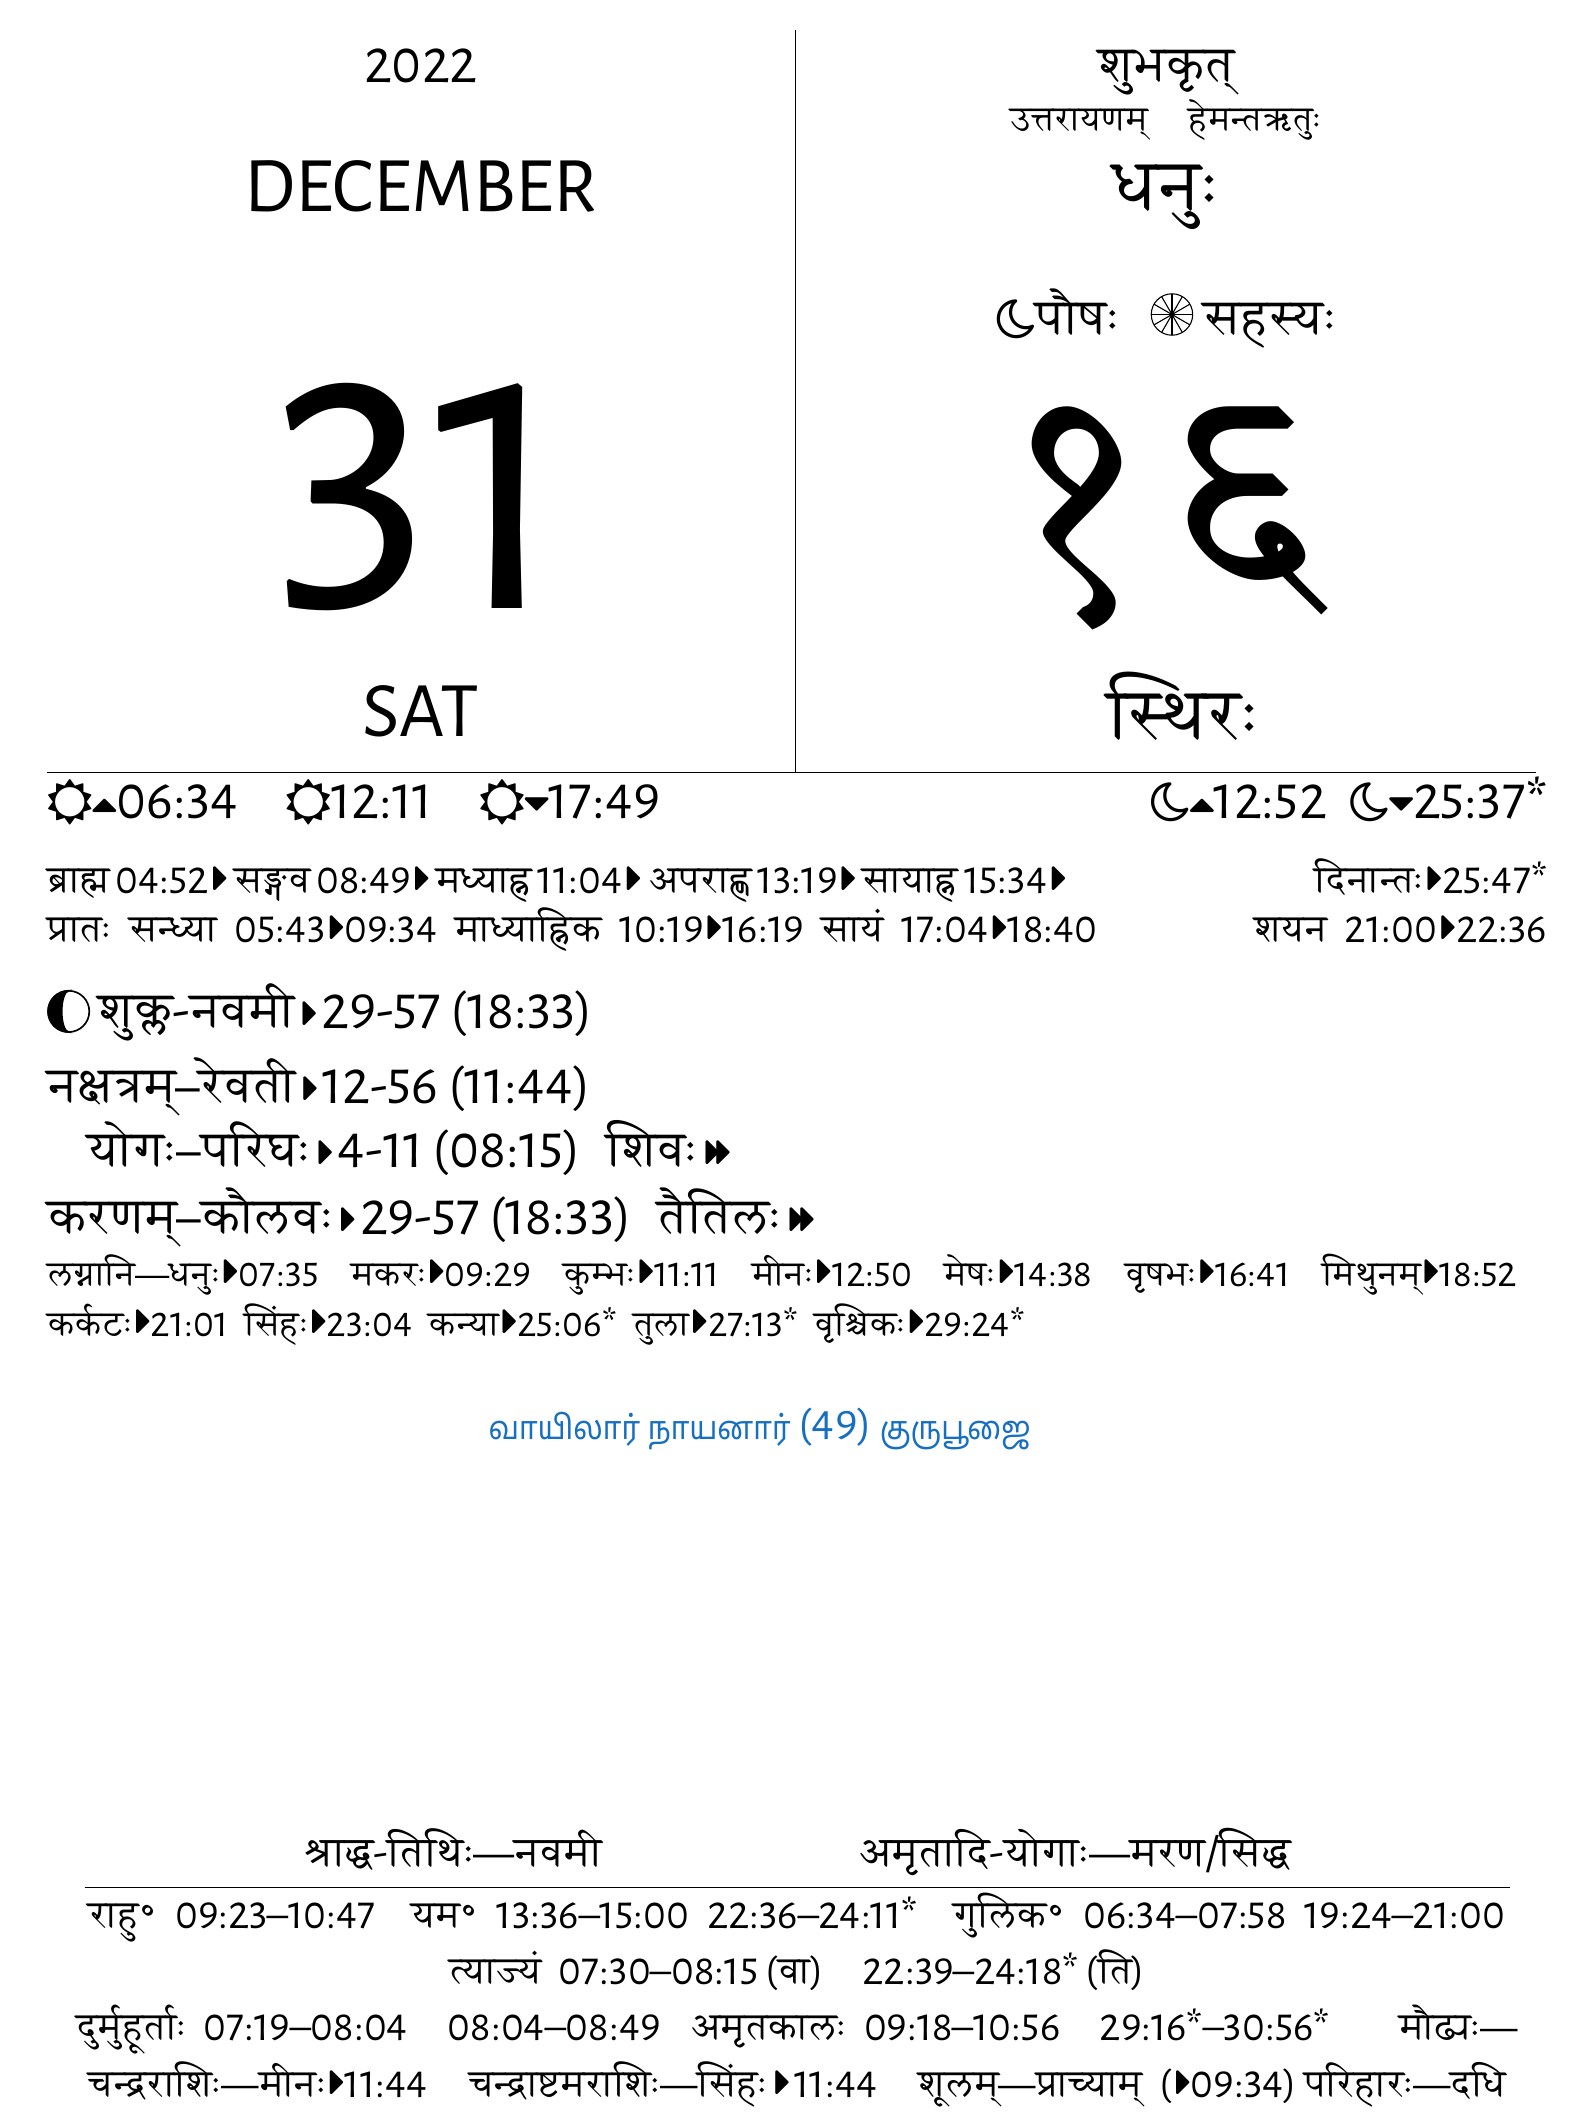 2022
DECEMBER
31
SAT
शुभकृत्
उत्तरायणम् हेमन्तऋतुः
धनुः
पौषः सहस्यः
१६
स्थिरः
06:34 12:11 17:49 12:52 25:37*
ब्राह्म 04:52 सङ्गव 08:49 मध्याह्न 11:04 अपराह्ण 13:19 सायाह्न 15:34 दिनान्तः 25:47*
प्रातः सन्ध्या 05:43 09:34 माध्याह्निक 10:19 16:19 सायं 17:04 18:40 शयन 21:00 22:36
शुक्ल-नवमी 29-57 (18:33)
नक्षत्रम्–रेवती 12-56 (11:44)
योगः–परिघः 4-11 (08:15) शिवः
करणम्–कौलवः 29-57 (18:33) तैतिलः
लग्नानि—धनुः 07:35 मकरः 09:29 कुम्भः 11:11 मीनः 12:50 मेषः 14:38 वृषभः 16:41 मिथुनम् 18:52
कर्कटः 21:01 सिंहः 23:04 कन्या 25:06* तुला 27:13* वृश्चिकः 29:24*
வாயிலார் நாயனார் (49) குருபூஜை
श्राद्ध-तिथिः—नवमी अमृतादि-योगाः—मरण/सिद्ध
राहु॰ 09:23–10:47 यम॰ 13:36–15:00 22:36–24:11* गुलिक॰ 06:34–07:58 19:24–21:00
त्याज्यं 07:30–08:15 (वा) 22:39–24:18* (ति)
दुर्मुहूर्ताः 07:19–08:04 08:04–08:49 अमृतकालः 09:18–10:56 29:16*–30:56* मौढ्यः—
चन्द्रराशिः—मीनः 11:44 चन्द्राष्टमराशिः—सिंहः 11:44 शूलम्—प्राच्याम् (09:34) परिहारः—दधि